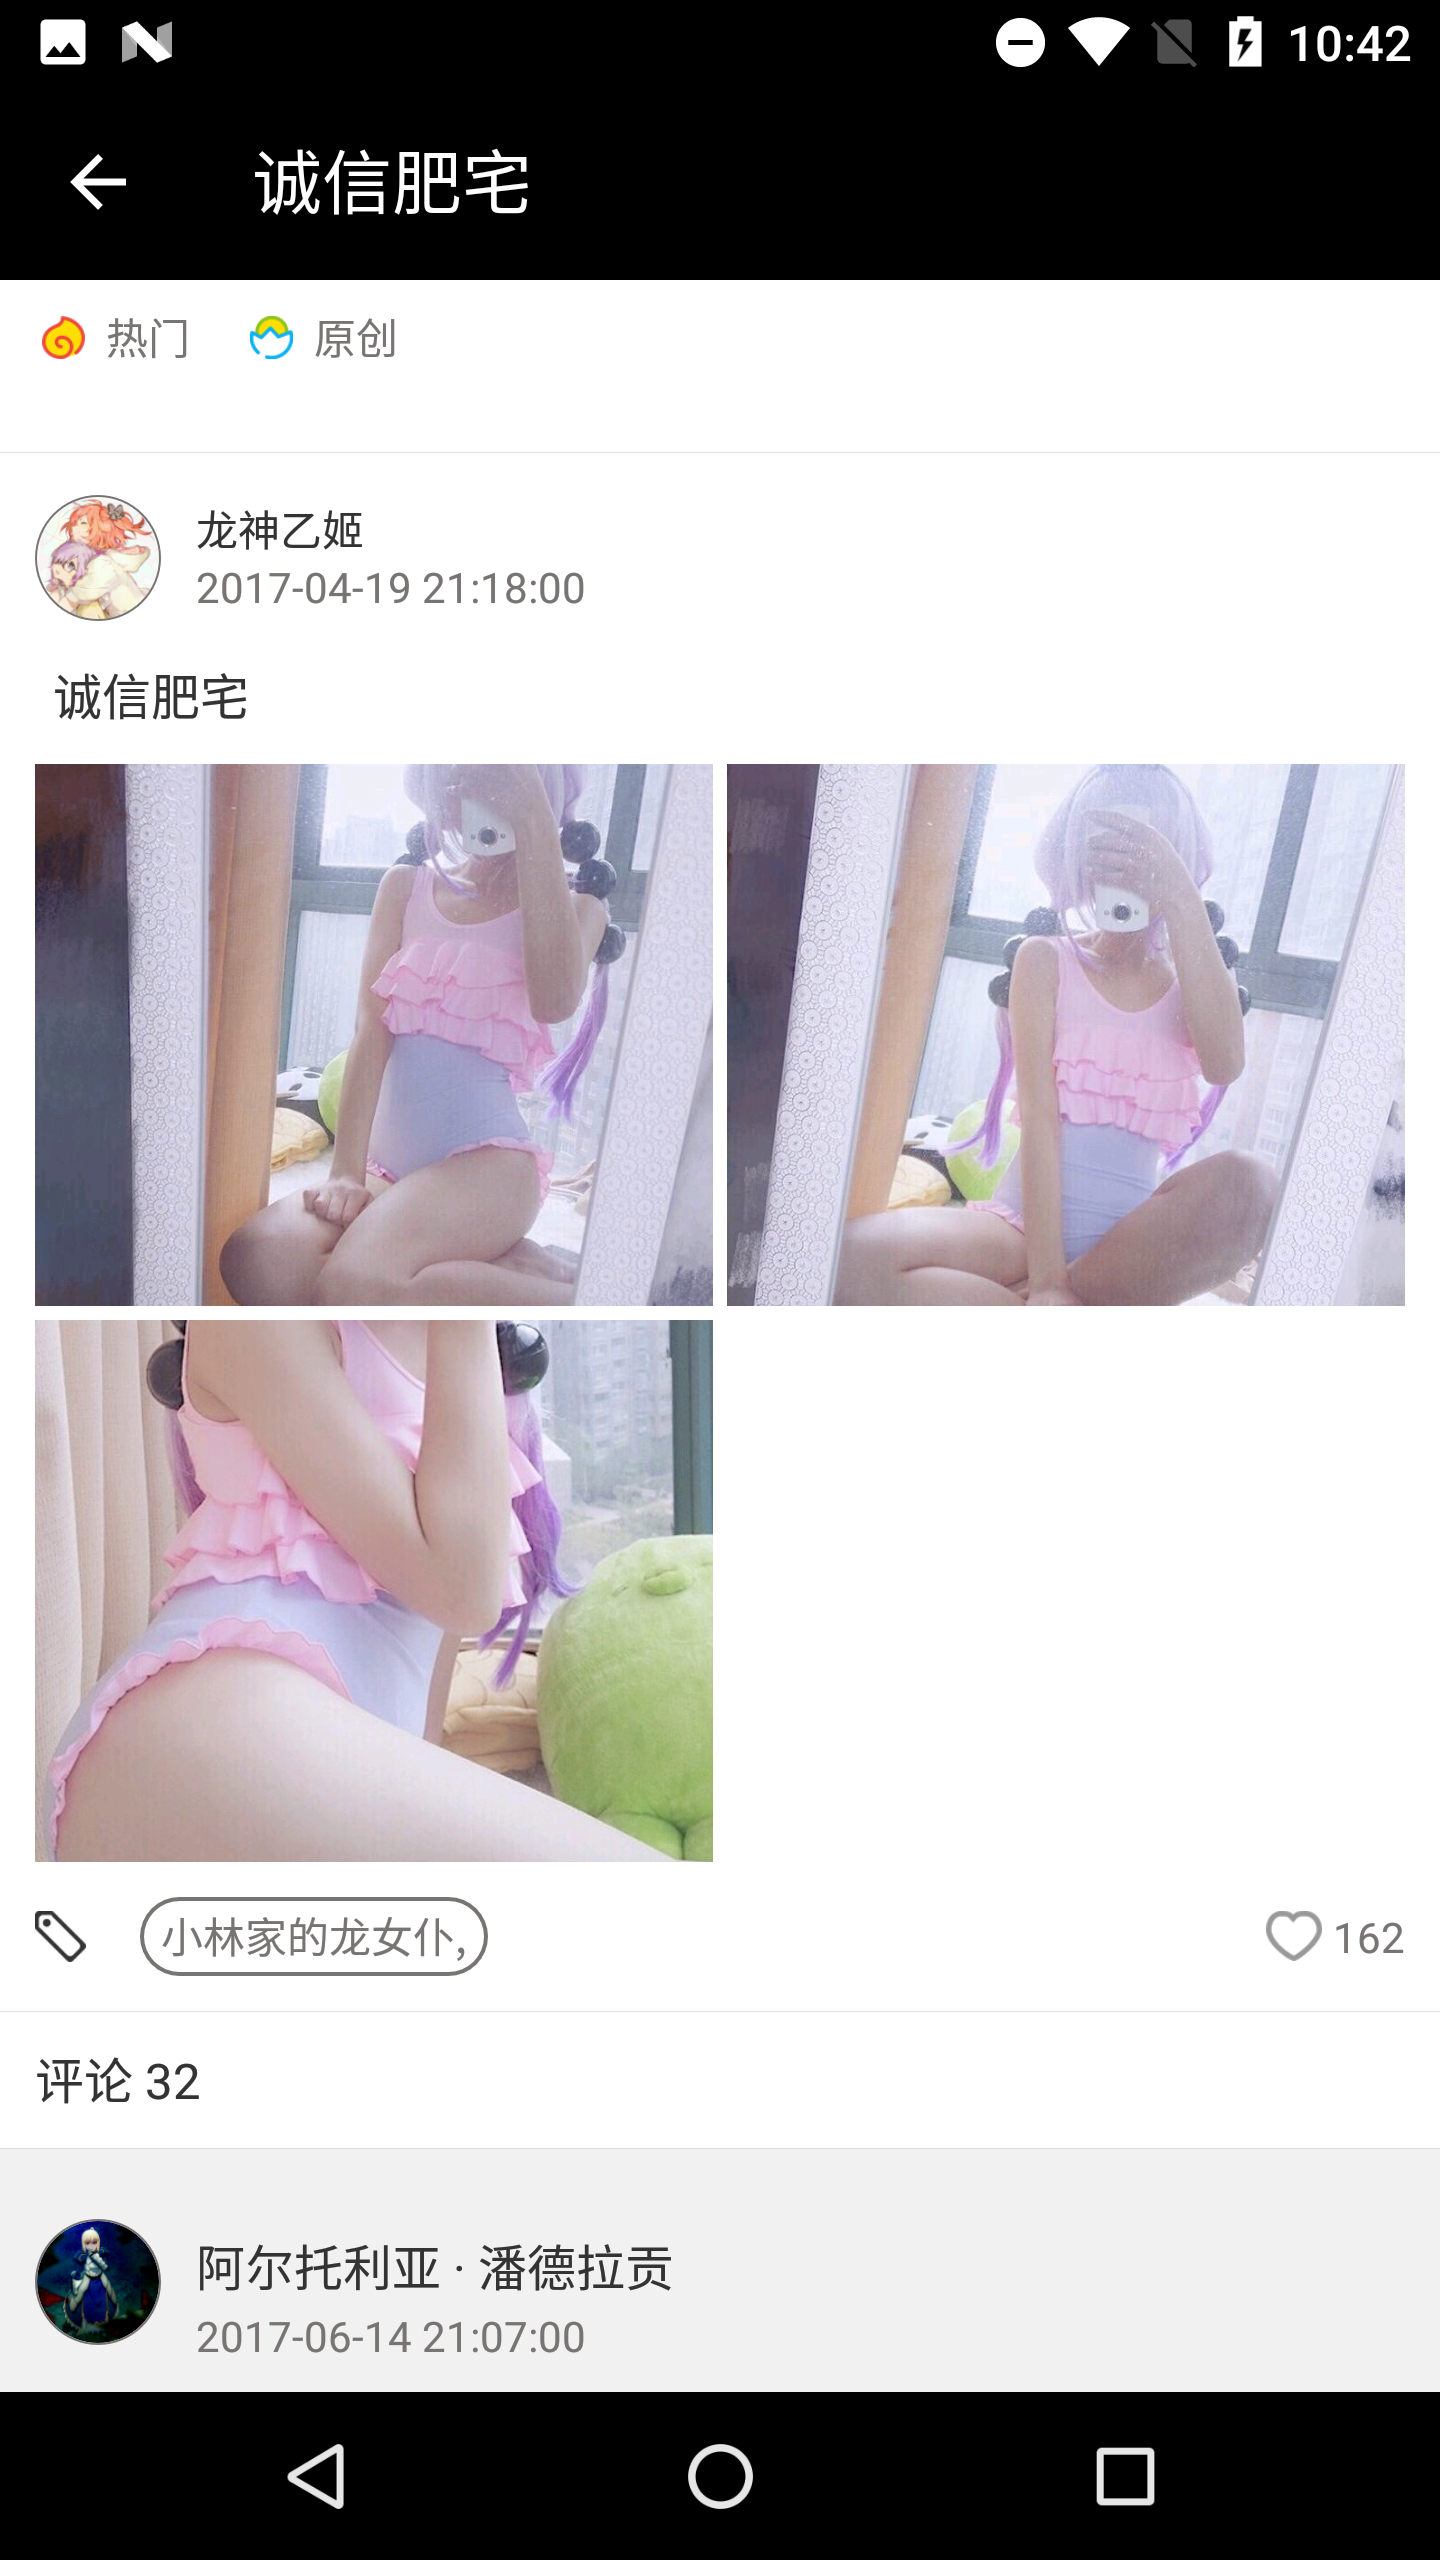 10:42
诚信肥宅
热门 原创
龙神乙姬
2017-04-19 21:18:00
诚信肥宅
小林家的龙女仆,
162
评论 32
阿尔托利亚 · 潘德拉贡
2017-06-14 21:07:00